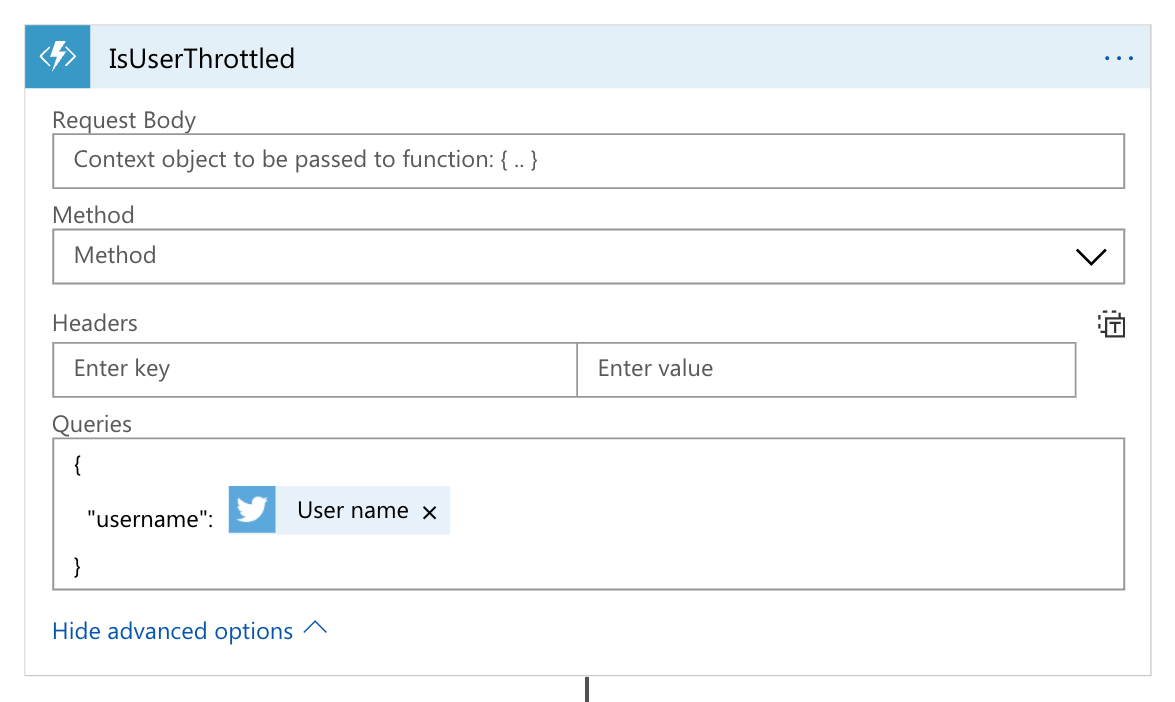 IsUserThrottled
Request Body
Context object to be passed to function: { .. }
Method
Method
Headers
Enter key Enter value
Queries
{
"username": User name ×
}
Hide advanced options